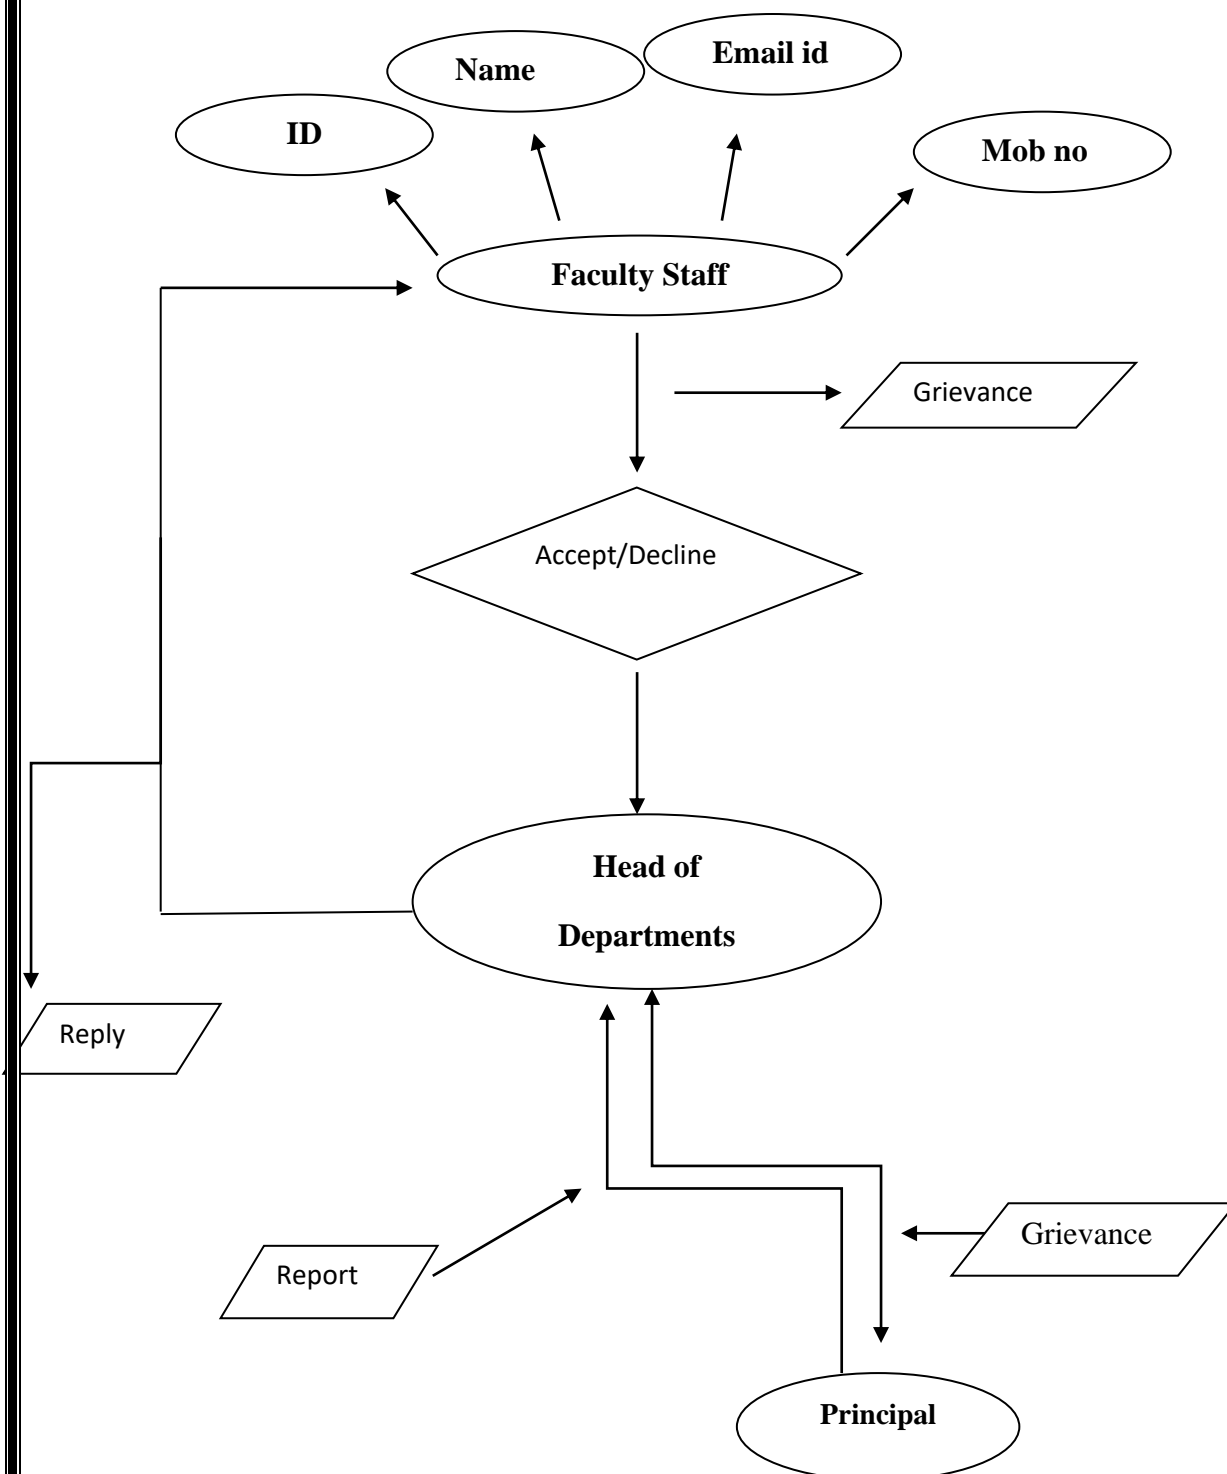 Email id
Name
ID
Mob no
Faculty Staff
Grievance
Accept/Decline
Head of
Departments
Reply
Grievance
Report
Principal